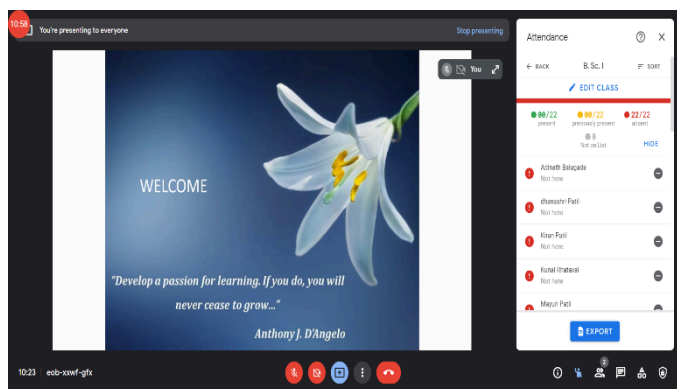 10:58
You're presenting to everyone
Stop presenting
You
WELCOME
"Develop a passion for learning. If you do, you will
never cease to grow..."
Anthony J. D'Angelo
Attendance
BACK
B. Sc. I
SORT
EDIT CLASS
00/22
present
00/22
previously present
22/22
absent
0
Not on List
HIDE
Adinath Balugade
Not here
dhanashri Patil
Not here
Kiran Patil
Not here
Kunal Khataval
Not here
Mayuri Patil
EXPORT
10:23
eob-xxwf-gfx
2